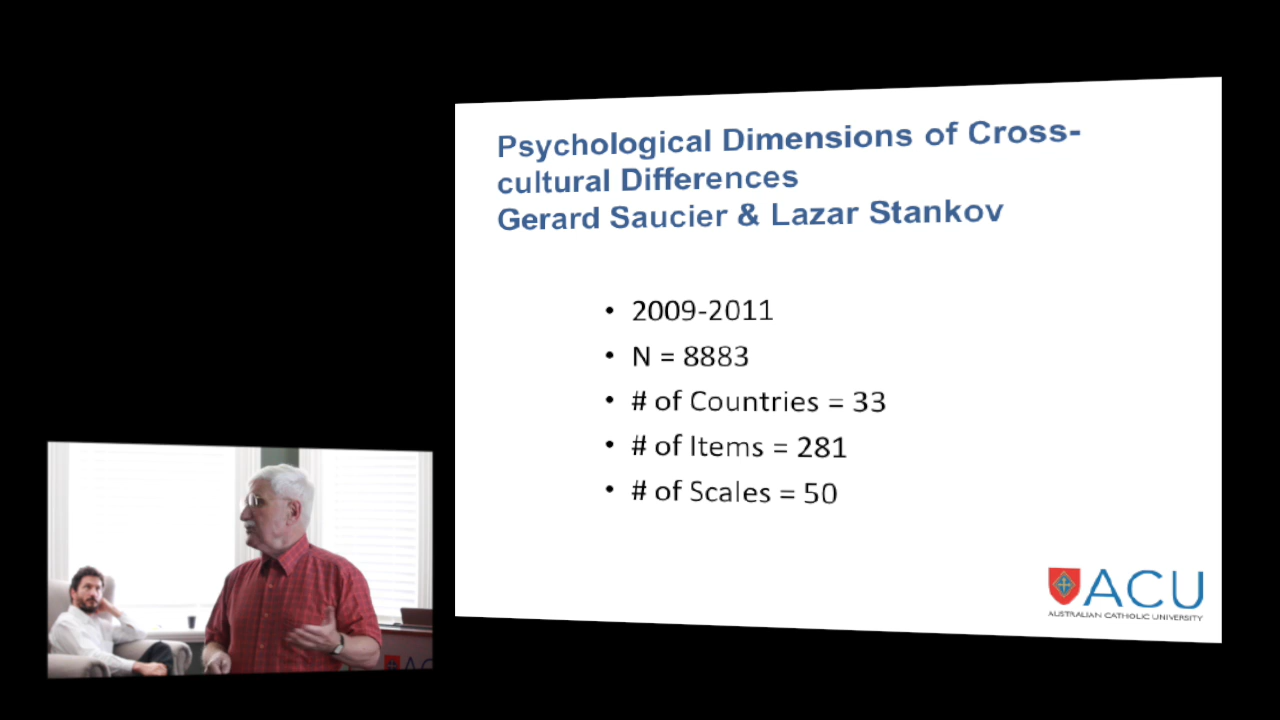 Psychological Dimensions of Cross-
cultural Differences
Gerard Saucier & Lazar Stankov
• 2009-2011
• N = 8883
• # of Countries = 33
• # of Items = 281
• # of Scales = 50
ACU
AUSTRALIAN CATHOLIC UNIVERSITY
ACU